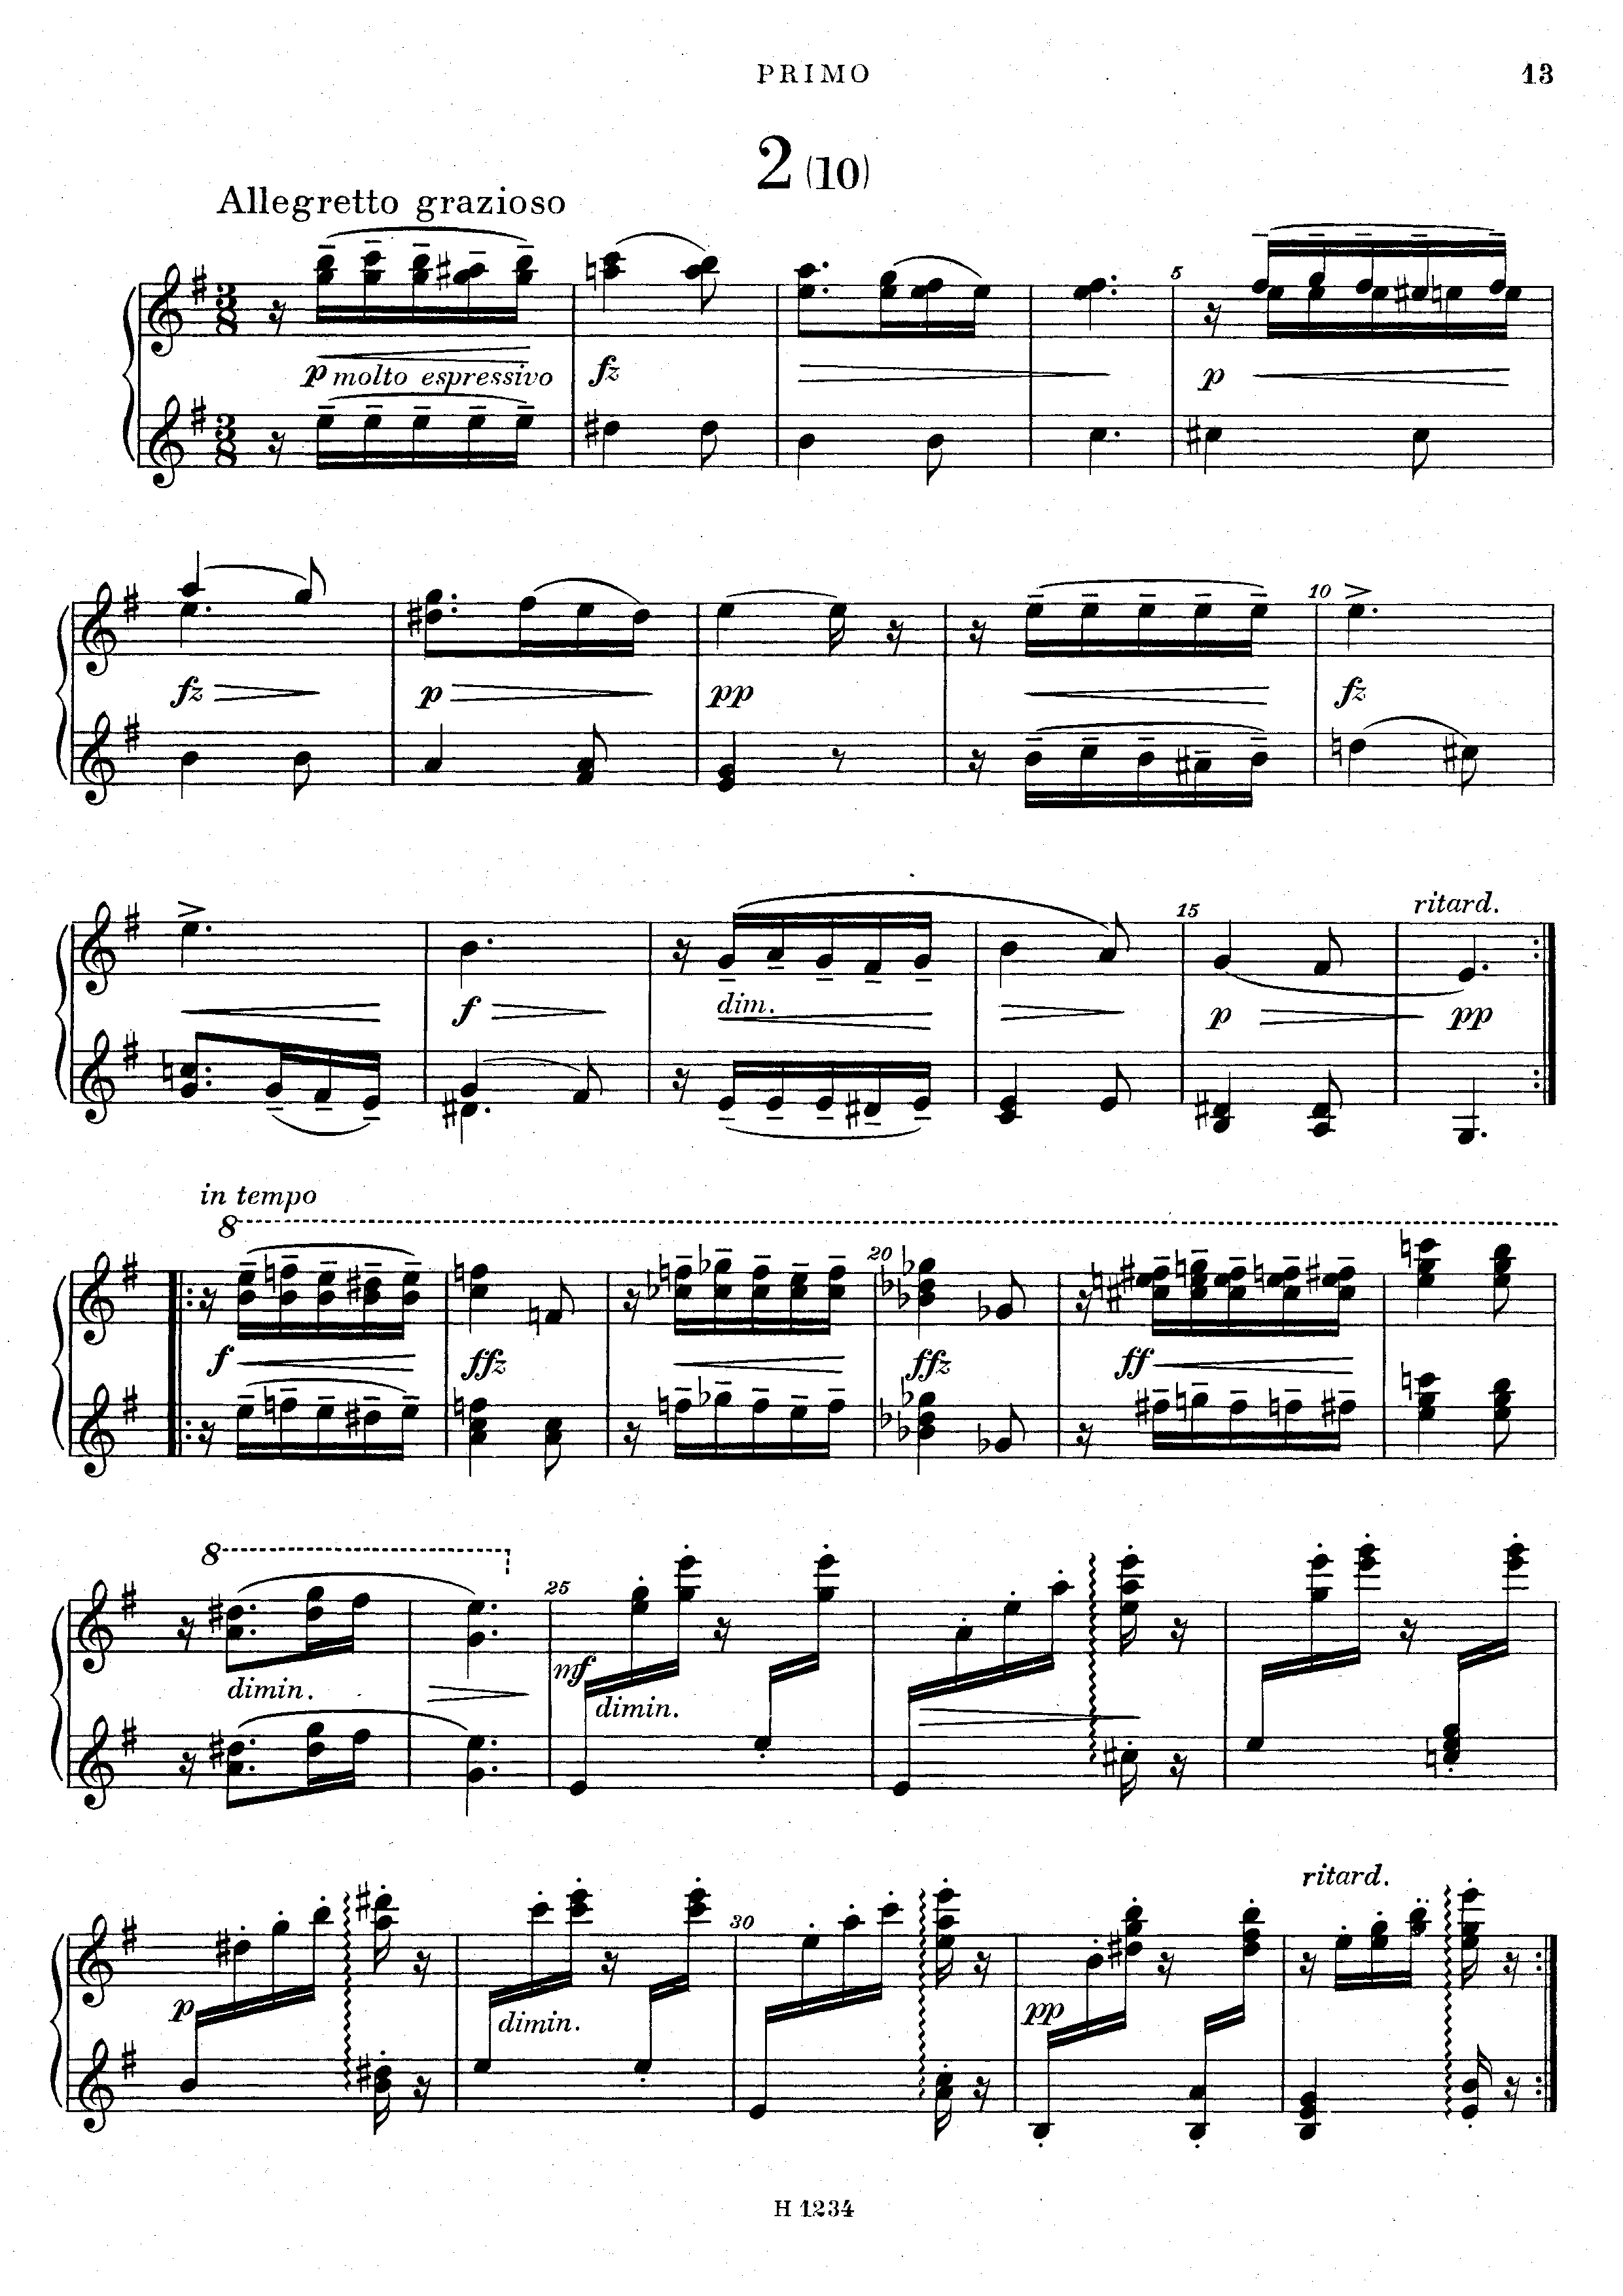 PRIMO 13
2 (10)
Allegretto grazioso
5
p molto espressivo fz p
3
8
3
8
10
fz p pp fz
15 ritard.
f dim. p pp
in tempo
8 20
f ffz ffz ff
8 25
mf
dimin. dimin.
ritard.
30
p dimin. pp
H 1234